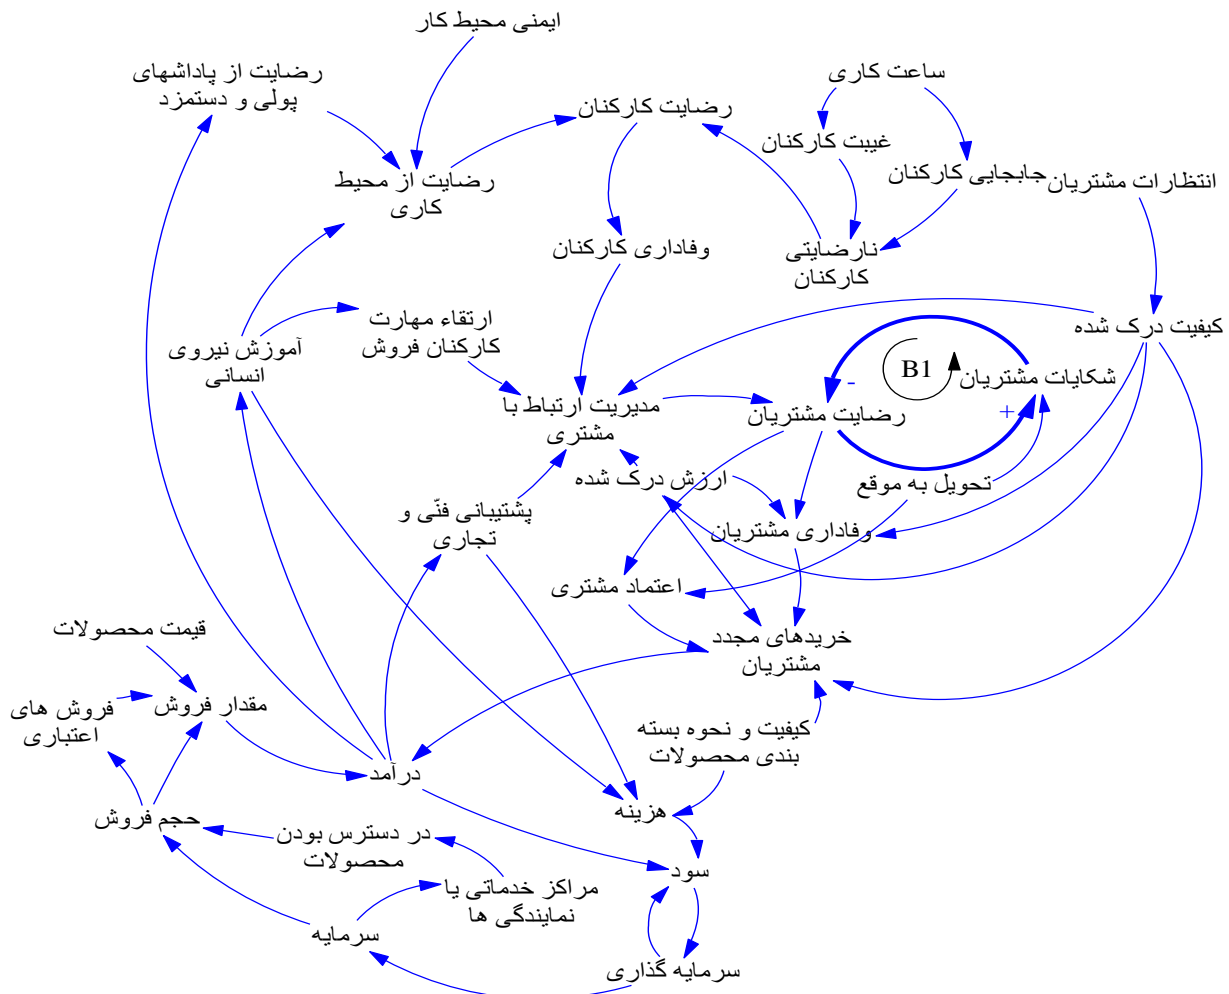 ایمنی محیط کار
رضایت از پاداشهای
پولی و دستمزد
ساعت کاری
رضایت کارکنان
غیبت کارکنان
رضایت از محیط
کاری
جابجایی کارکنان
انتظارات مشتریان
وفاداری کارکنان
نارضایتی
کارکنان
ارتقاء مهارت
کارکنان فروش
آموزش نیروی
انسانی
کیفیت درک شده
B1
شکایات مشتریان
-
+
مدیریت ارتباط با
مشتری
رضایت مشتریان
ارزش درک شده
تحویل به موقع
پشتیبانی فنّی و
تجاری
وفاداری مشتریان
اعتماد مشتری
خریدهای مجدد
مشتریان
قیمت محصولات
فروش های
اعتباری
مقدار فروش
کیفیت و نحوه بسته
بندی محصولات
درآمد
هزینه
حجم فروش
در دسترس بودن
محصولات
سود
مراکز خدماتی یا
نمایندگی ها
سرمایه
سرمایه گذاری